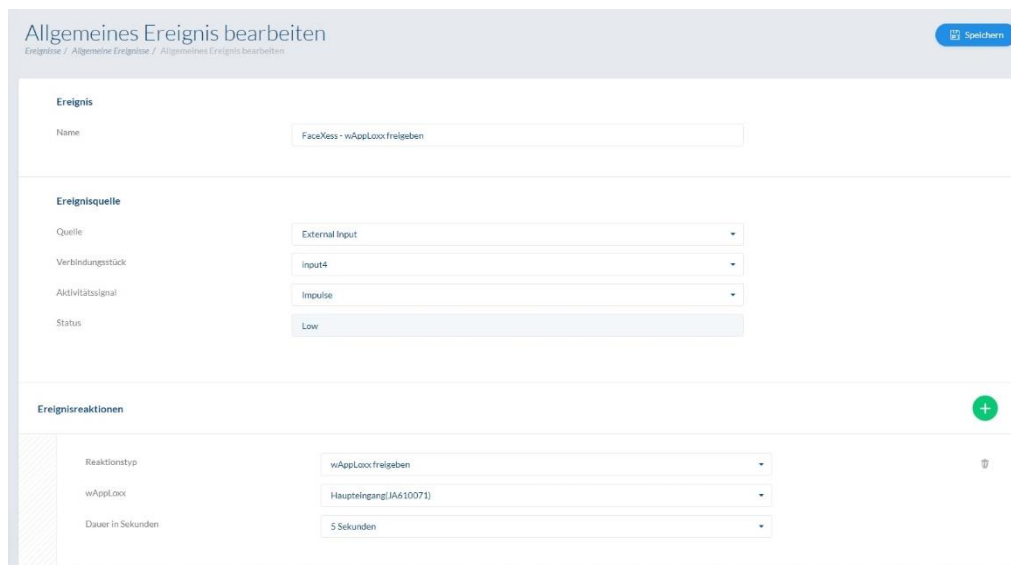 Allgemeines Ereignis bearbeiten
Speichern
Ereignisse / Allgemeine Ereignisse / Allgemeines Ereignis bearbeiten
Ereignis
Name FaceXess - wAppLoxx freigeben
Ereignisquelle
Quelle External Input
Verbindungsstück input4
Aktivitätssignal Impulse
Status Low
Ereignisreaktionen
Reaktionstyp wAppLoxx freigeben
wAppLoxx Haupteingang(JA610071)
Dauer in Sekunden 5 Sekunden